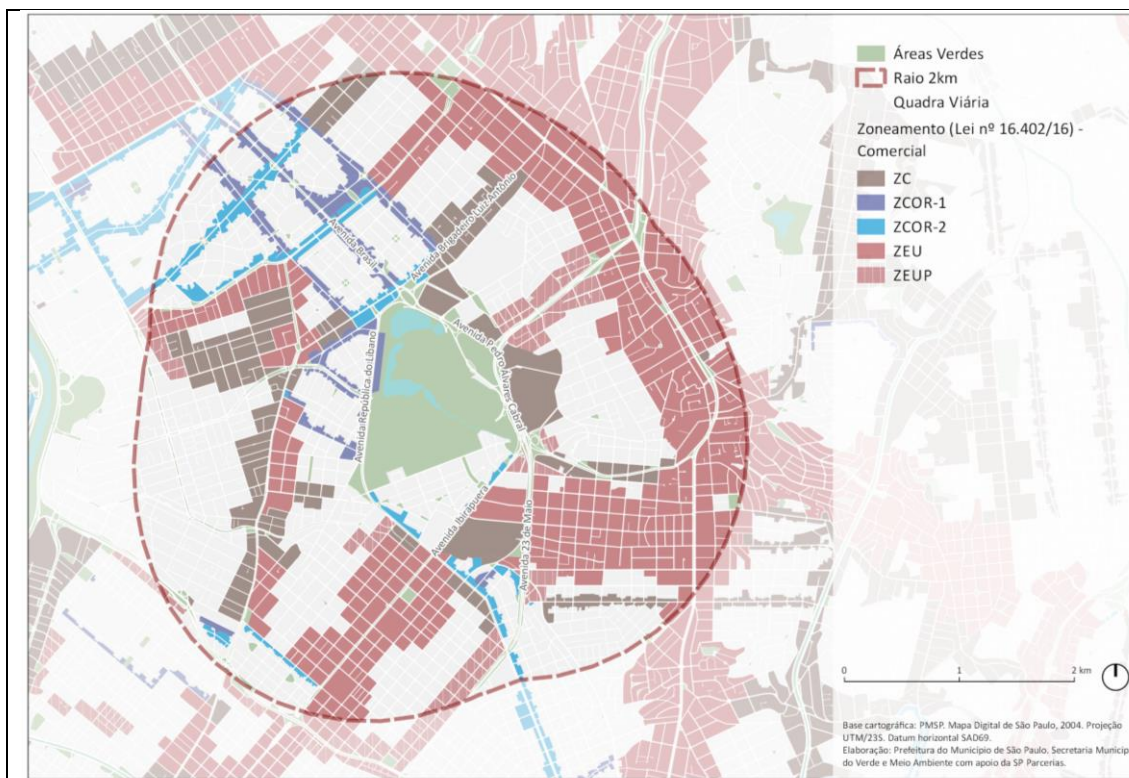 Áreas Verdes
Raio 2km
Quadra Viária
Zoneamento (Lei nº 16.402/16) -
Comercial
ZC
ZCOR-1
ZCOR-2
ZEU
ZEUP
Avenida Brasil
Avenida Brigadeiro Luis Antônio
Avenida República do Líbano
Avenida Pedro Álvares Cabral
Avenida Ibirapuera
Avenida 23 de Maio
0 1 2 km
Base cartográfica: PMSP. Mapa Digital de São Paulo, 2004. Projeção
UTM/23S. Datum horizontal SAD69.
Elaboração: Prefeitura do Município de São Paulo. Secretaria Municip
do Verde e Meio Ambiente com apoio da SP Parcerias.